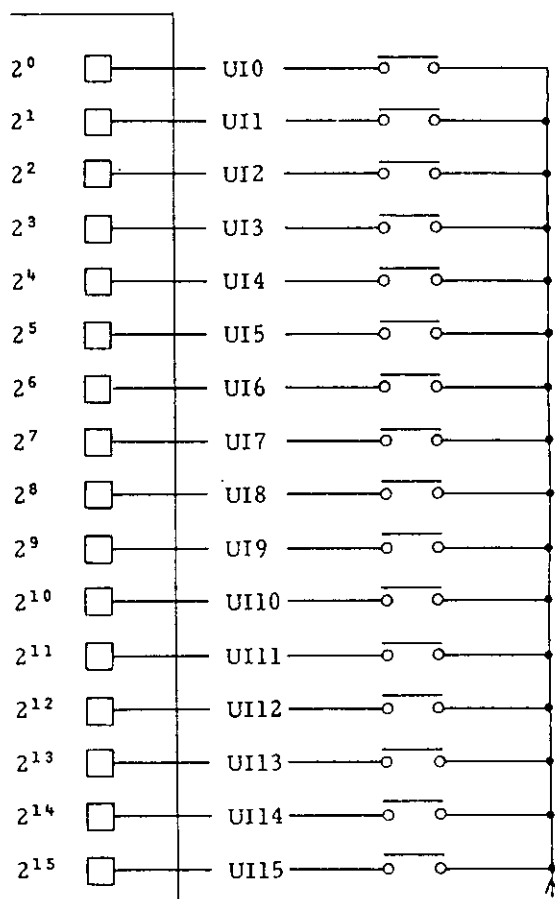 2⁰ UI0
2¹ UI1
2² UI2
2³ UI3
2⁴ UI4
2⁵ UI5
2⁶ UI6
2⁷ UI7
2⁸ UI8
2⁹ UI9
2¹⁰ UI10
2¹¹ UI11
2¹² UI12
2¹³ UI13
2¹⁴ UI14
2¹⁵ UI15